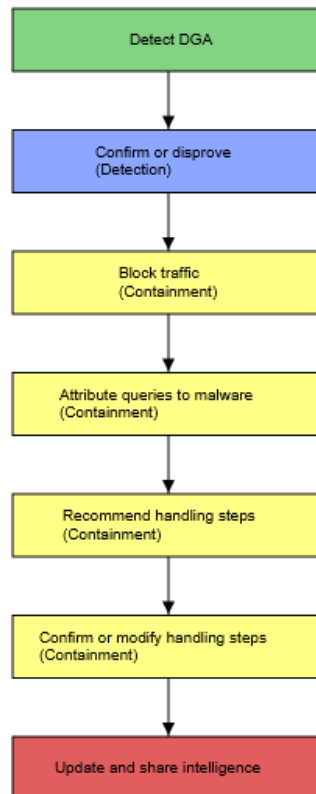 Detect DGA
Confirm or disprove
(Detection)
Block traffic
(Containment)
Attribute queries to malware
(Containment)
Recommend handling steps
(Containment)
Confirm or modify handling steps
(Containment)
Update and share intelligence